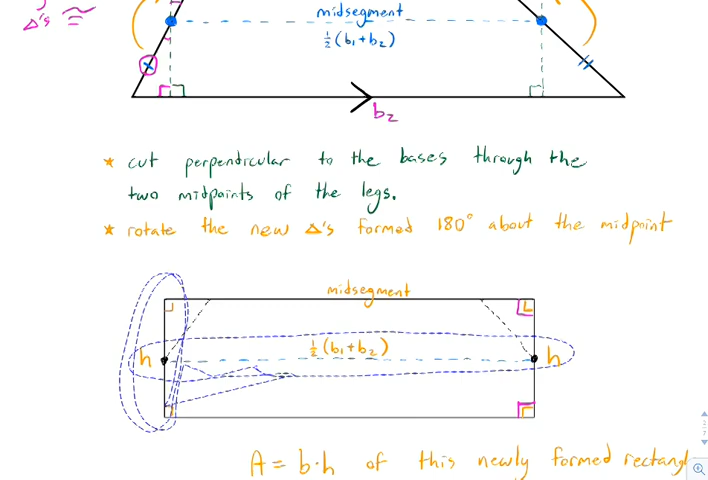 Δ's ≅
midsegment
½(b₁+b₂)
b₂
* cut perpendicular to the bases through the
two midpoints of the legs.
* rotate the new Δ's formed 180° about the midpoint
midsegment
h ½(b₁+b₂) h
A = b·h of this newly formed